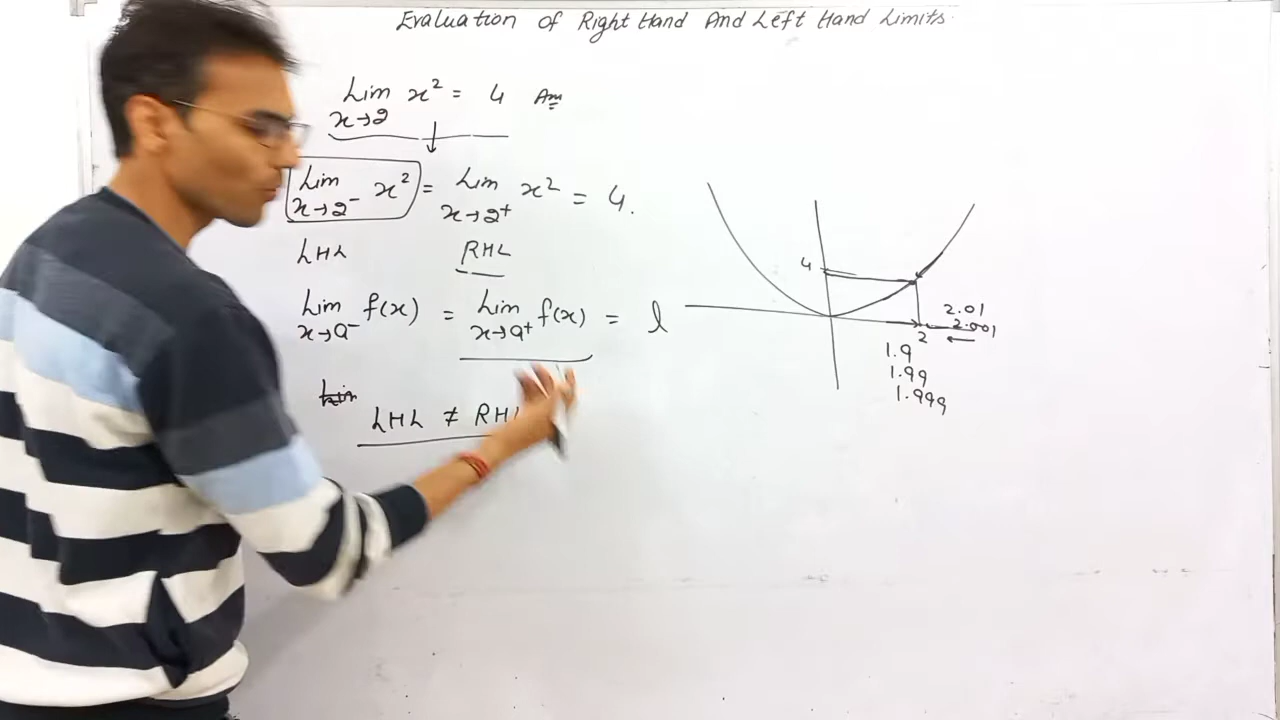 Evaluation of Right Hand And Left Hand Limits.
Lim x² = 4 Ans
x→2
Lim x² = Lim x² = 4.
x→2⁻ x→2⁺
LHL RHL
Lim f(x) = Lim f(x) = l
x→a⁻ x→a⁺
LHL ≠ RHL
4
2.01
2.001
2
1.9
1.99
1.999